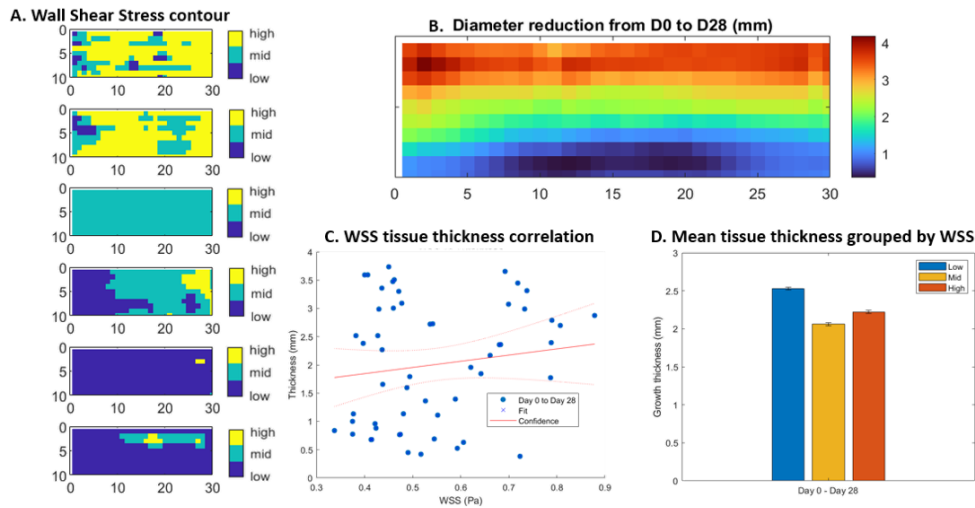 A. Wall Shear Stress contour
0
5
10
0
10
20
30
high
mid
low
0
5
10
0
10
20
30
high
mid
low
0
5
10
0
10
20
30
high
mid
low
0
5
10
0
10
20
30
high
mid
low
0
5
10
0
10
20
30
high
mid
low
0
5
10
0
10
20
30
high
mid
low
B. Diameter reduction from D0 to D28 (mm)
0
5
10
15
20
25
30
4
3
2
1
C. WSS tissue thickness correlation
Thickness (mm)
4
3.5
3
2.5
2
1.5
1
0.5
0
0.3
0.4
0.5
0.6
0.7
0.8
0.9
WSS (Pa)
Day 0 to Day 28
Fit
Confidence
D. Mean tissue thickness grouped by WSS
Growth thickness (mm)
3
2.5
2
1.5
1
0.5
0
Day 0 - Day 28
Low
Mid
High